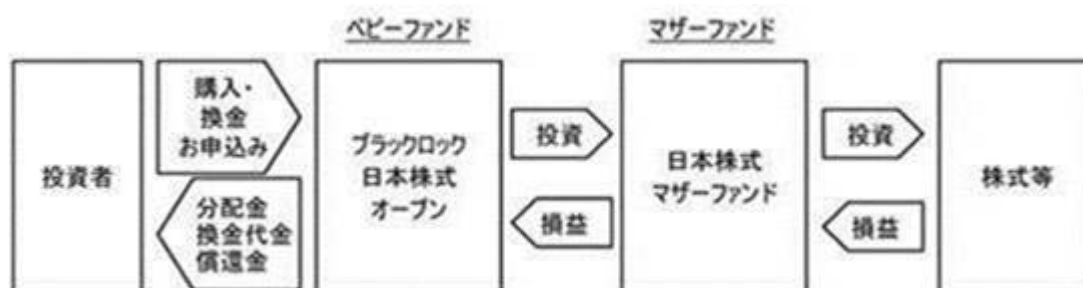 ベビーファンド
マザーファンド
投資者
購入・
換金
お申込み
分配金
換金代金
償還金
ブラックロック
日本株式
オープン
投資
損益
日本株式
マザーファンド
投資
損益
株式等